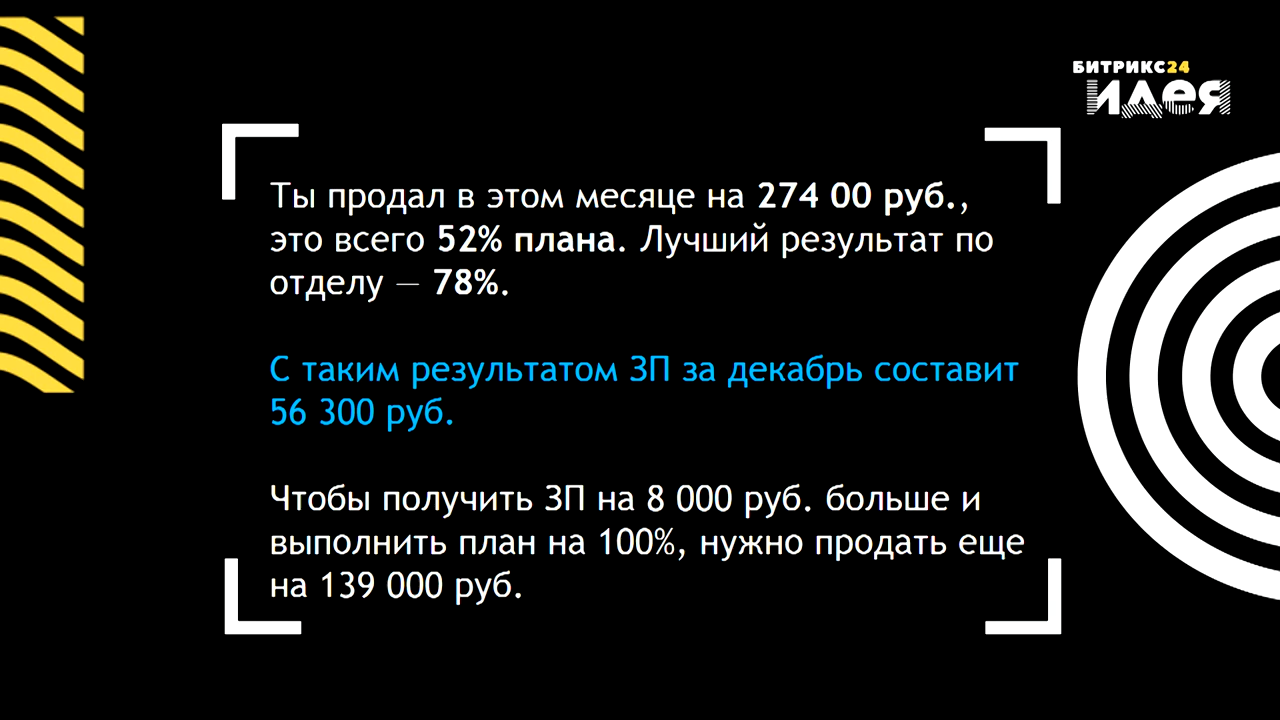 БИТРИКС24
идея
Ты продал в этом месяце на 274 00 руб.,
это всего 52% плана. Лучший результат по
отделу — 78%.
С таким результатом ЗП за декабрь составит
56 300 руб.
Чтобы получить ЗП на 8 000 руб. больше и
выполнить план на 100%, нужно продать еще
на 139 000 руб.